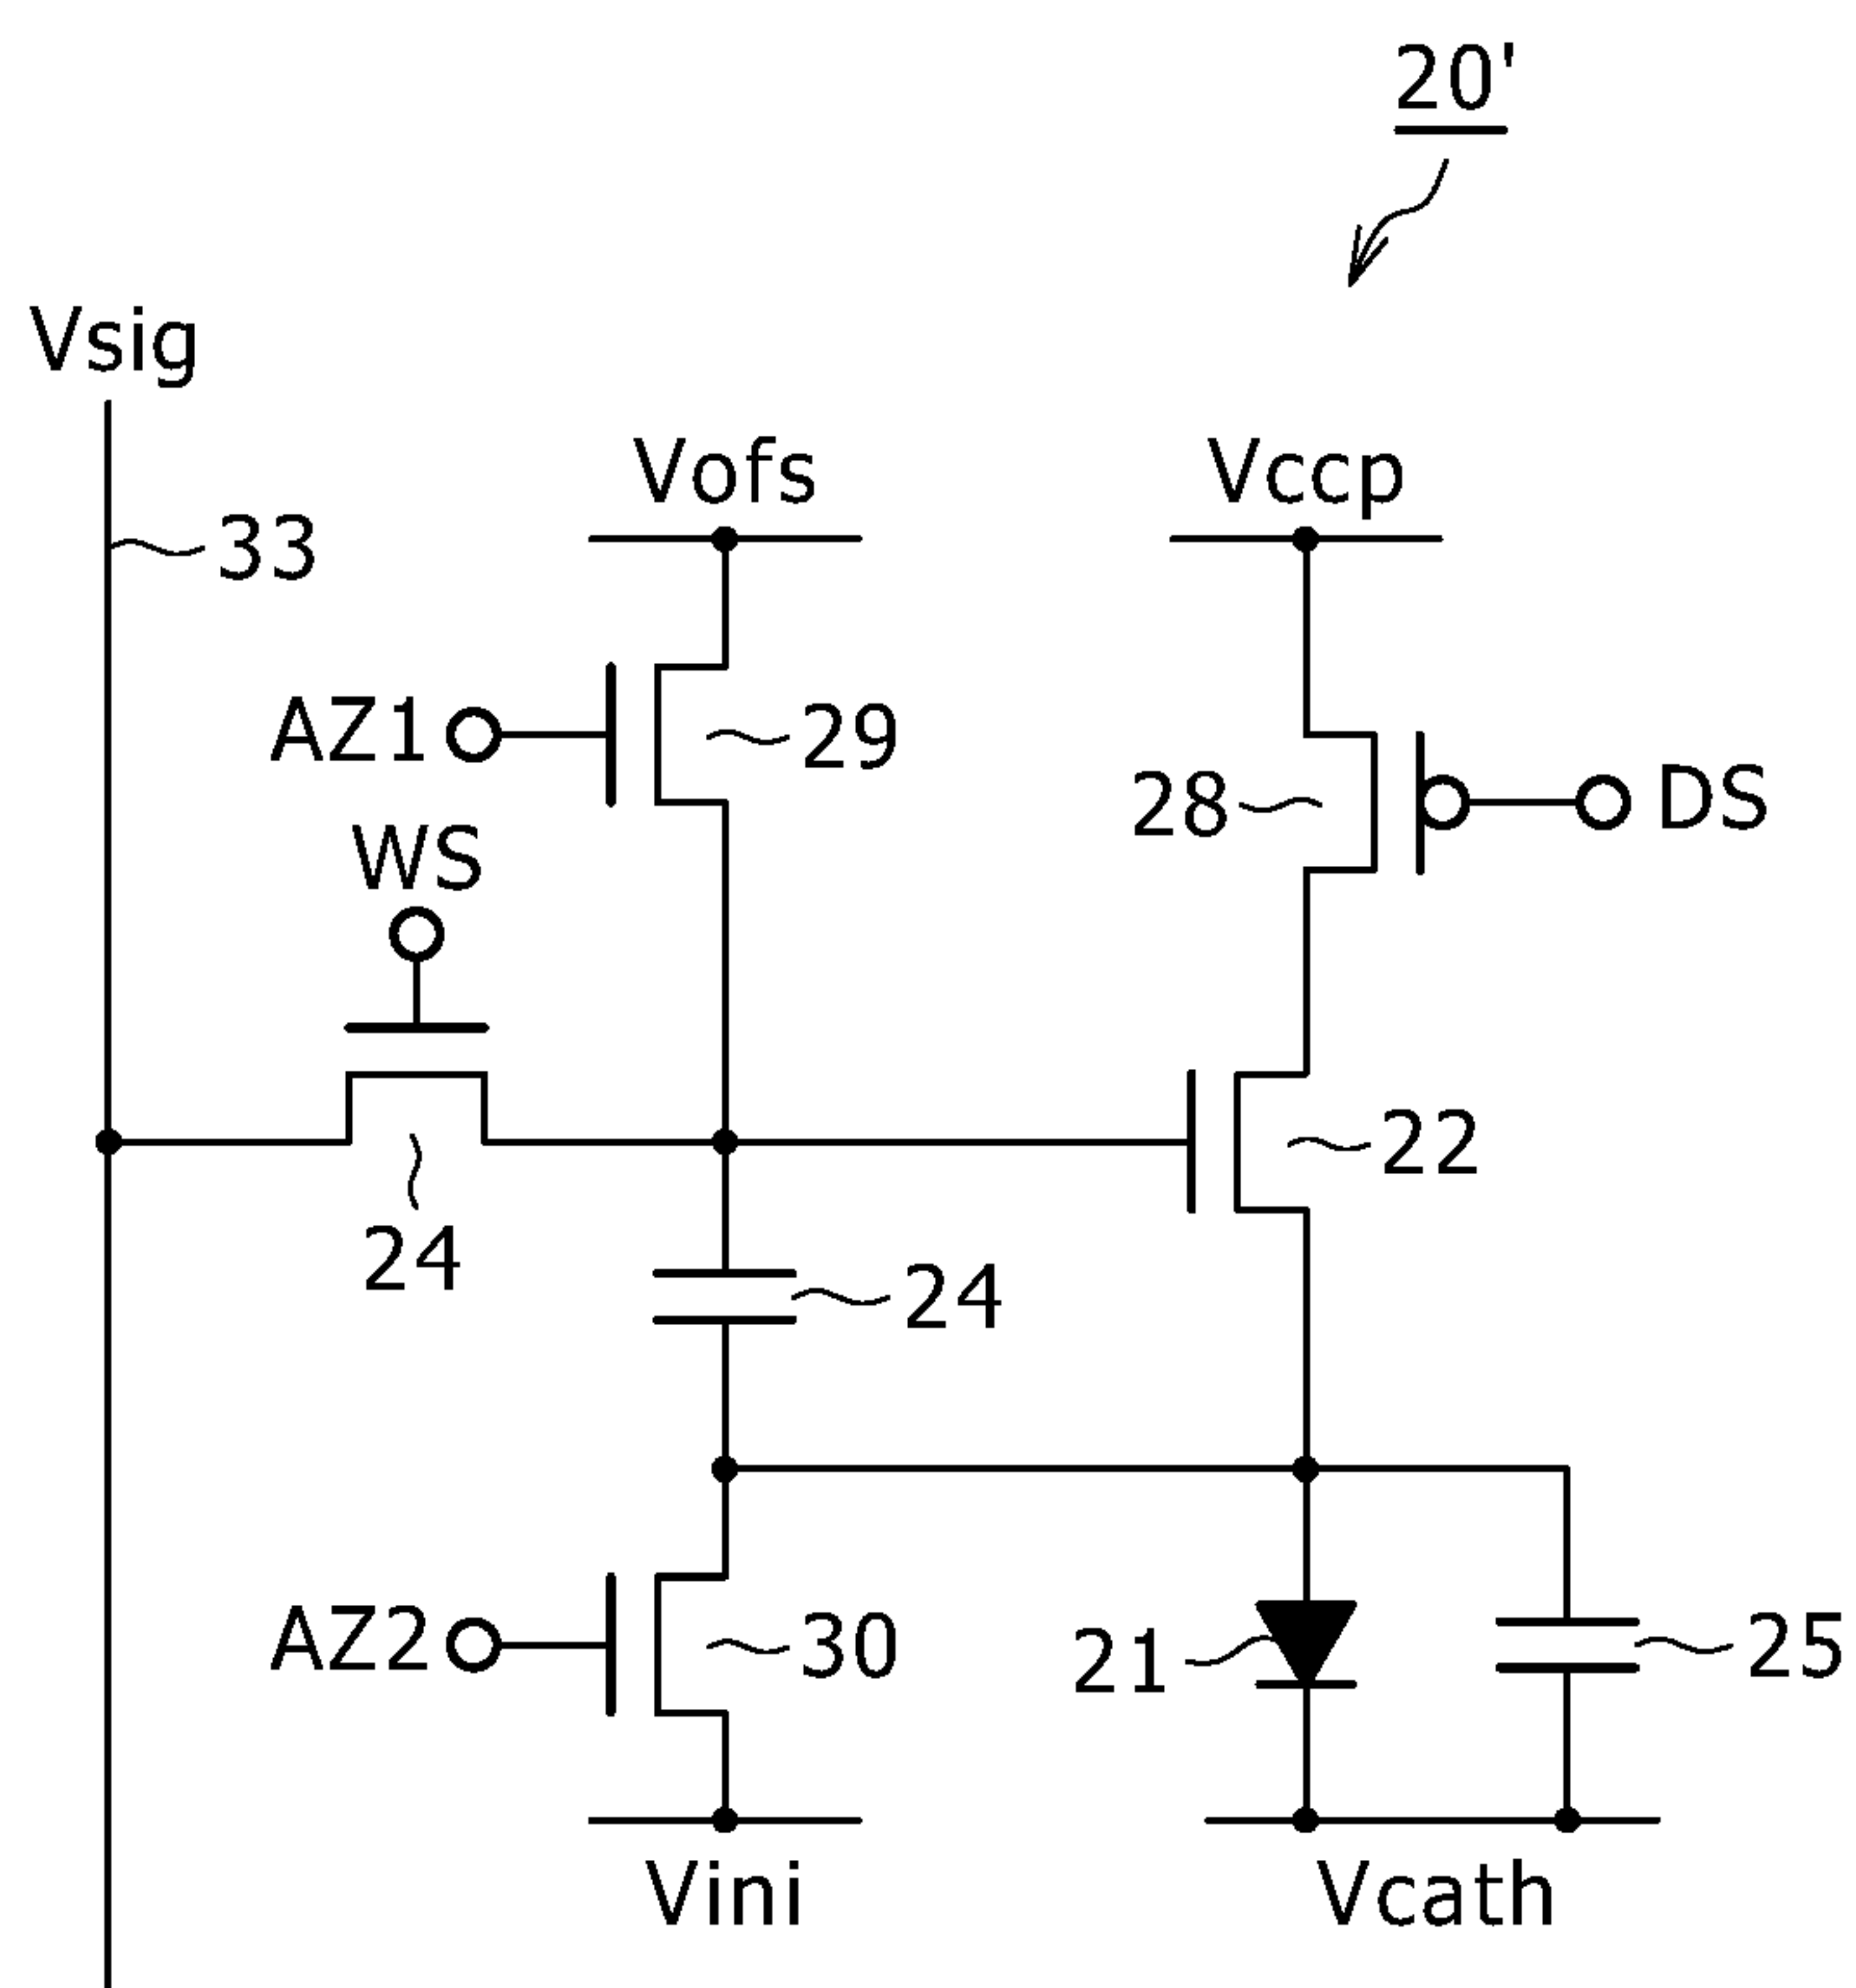 20'
Vsig
Vofs
Vccp
33
AZ1
29
28
DS
WS
22
24
24
AZ2
30
21
25
Vini
Vcath